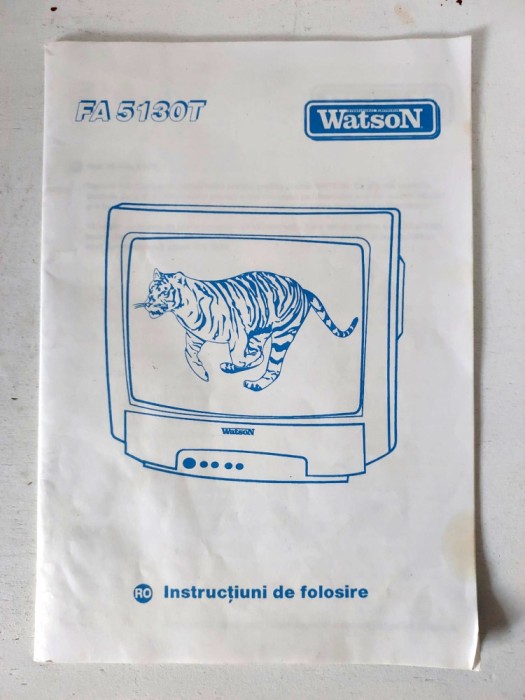 FA 5130T
WatsoN
WatsoN
RO Instrucțiuni de folosire